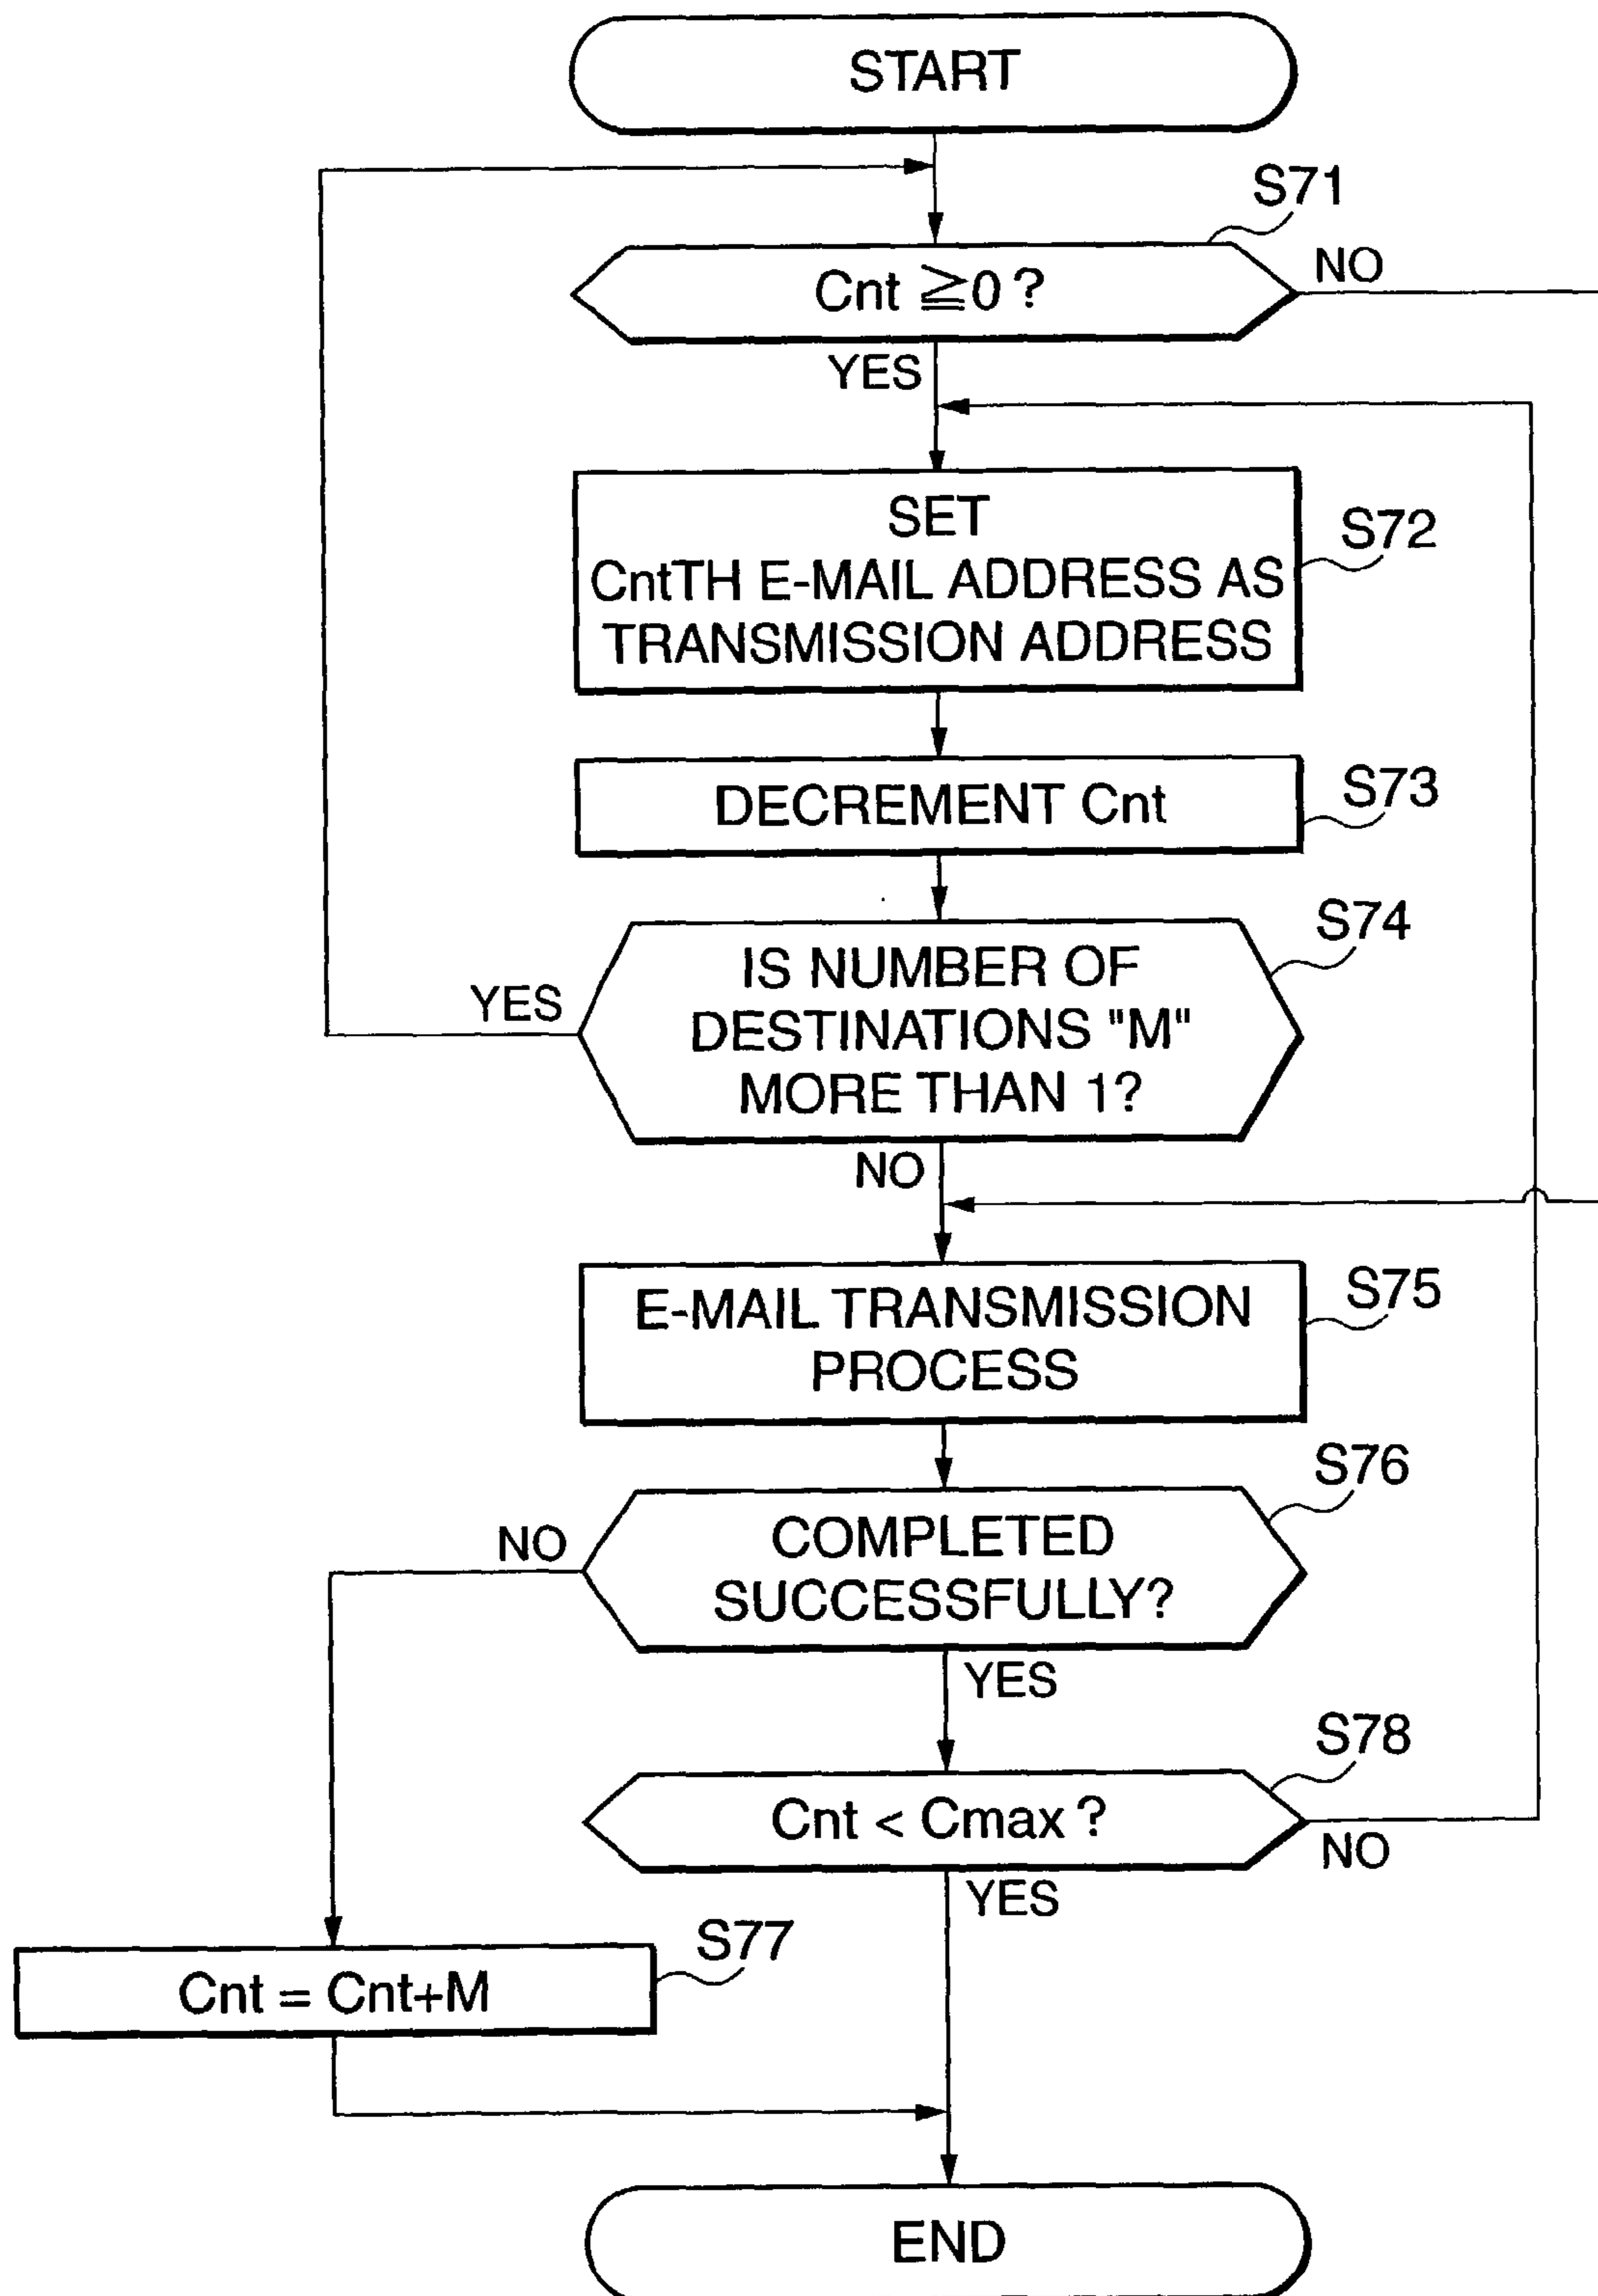 START
S71
Cnt ≧0 ?
NO
YES
SET
CntTH E-MAIL ADDRESS AS
TRANSMISSION ADDRESS
S72
DECREMENT Cnt
S73
S74
IS NUMBER OF
DESTINATIONS "M"
MORE THAN 1?
YES
NO
E-MAIL TRANSMISSION
PROCESS
S75
S76
COMPLETED
SUCCESSFULLY?
NO
YES
S78
Cnt < Cmax ?
NO
YES
S77
Cnt = Cnt+M
END